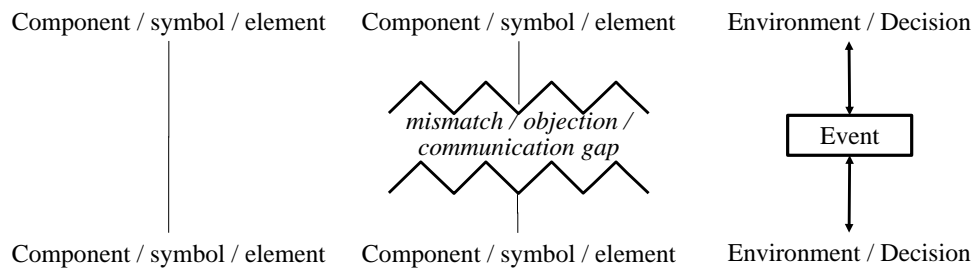 Component / symbol / element
Component / symbol / element
Environment / Decision
mismatch / objection /
communication gap
Event
Component / symbol / element
Component / symbol / element
Environment / Decision